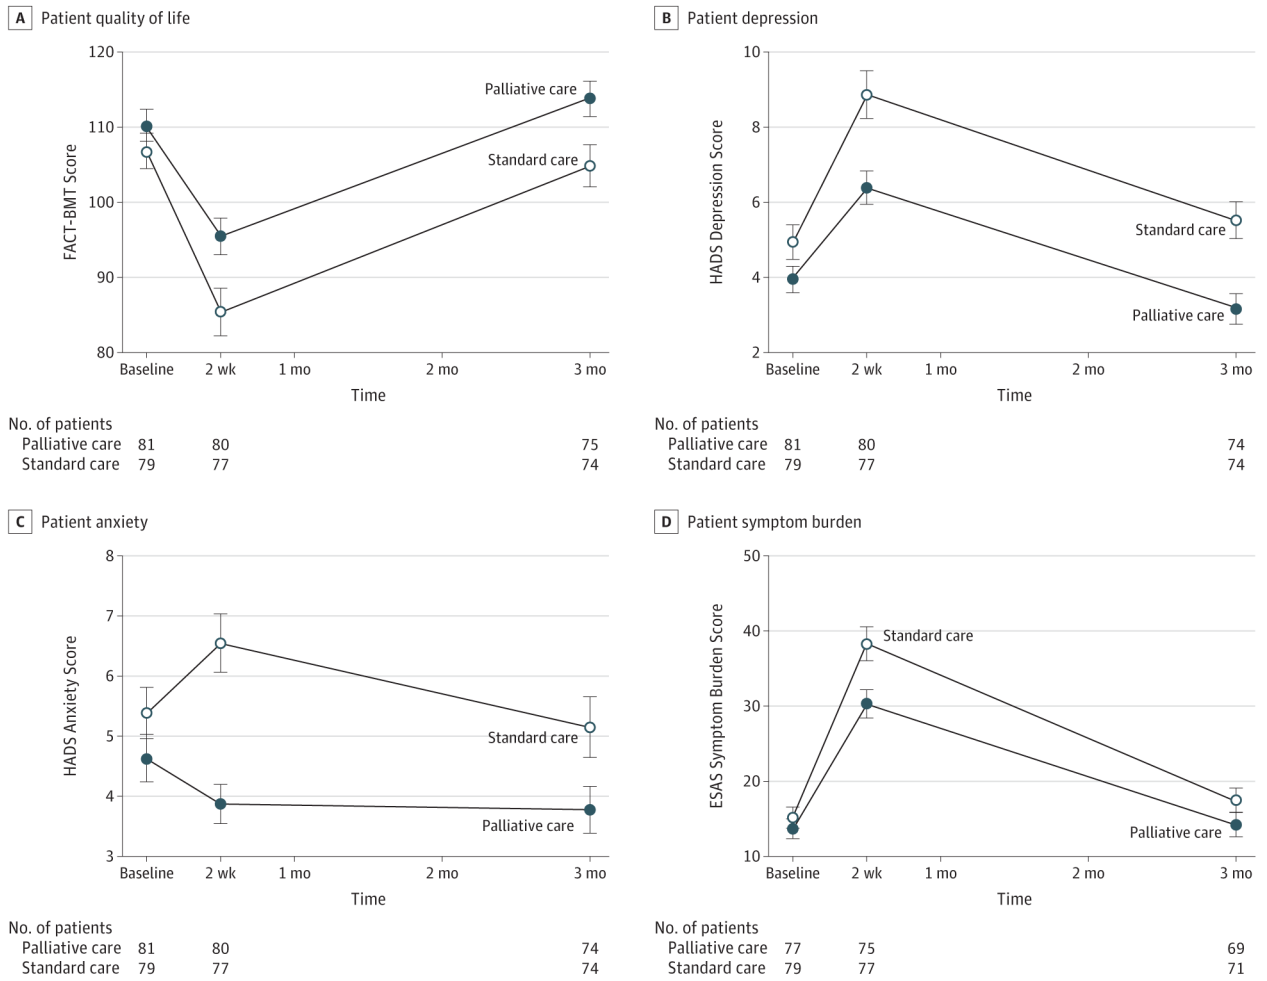 A Patient quality of life
120
110
100
90
80
FACT-BMT Score
Palliative care
Standard care
Baseline 2 wk 1 mo 2 mo 3 mo
Time
No. of patients
Palliative care 81 80 75
Standard care 79 77 74
B Patient depression
10
8
6
4
2
HADS Depression Score
Standard care
Palliative care
Baseline 2 wk 1 mo 2 mo 3 mo
Time
No. of patients
Palliative care 81 80 74
Standard care 79 77 74
C Patient anxiety
8
7
6
5
4
3
HADS Anxiety Score
Standard care
Palliative care
Baseline 2 wk 1 mo 2 mo 3 mo
Time
No. of patients
Palliative care 81 80 74
Standard care 79 77 74
D Patient symptom burden
50
40
30
20
10
ESAS Symptom Burden Score
Standard care
Palliative care
Baseline 2 wk 1 mo 2 mo 3 mo
Time
No. of patients
Palliative care 77 75 69
Standard care 79 77 71